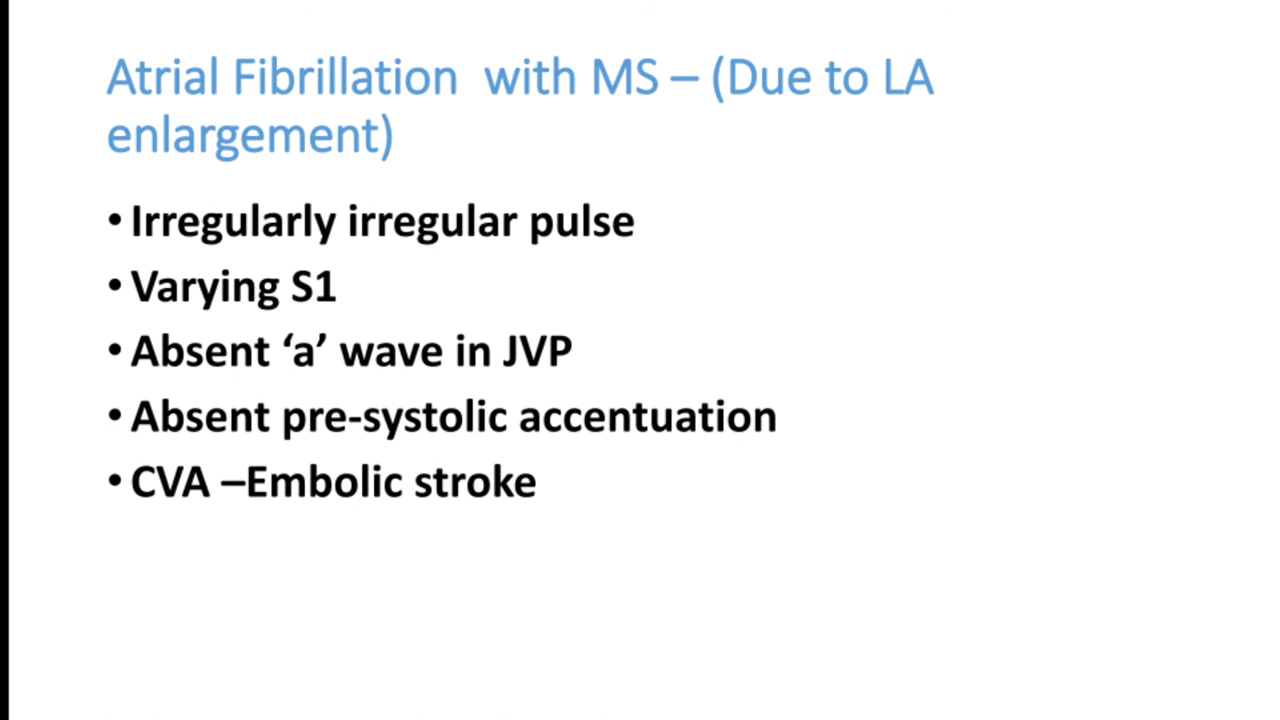 Atrial Fibrillation  with MS – (Due to LA
enlargement)
• Irregularly irregular pulse
• Varying S1
• Absent ‘a’ wave in JVP
• Absent pre-systolic accentuation
• CVA –Embolic stroke